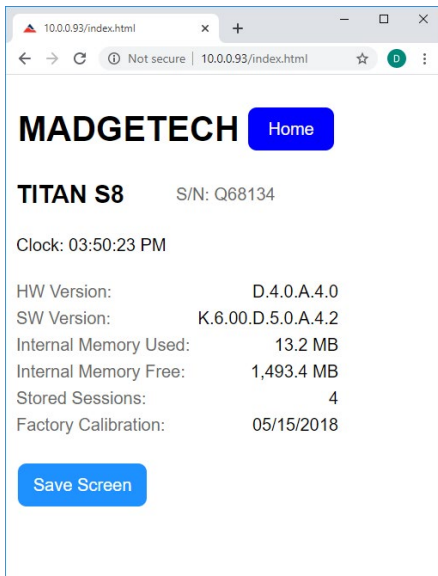 10.0.0.93/index.html
Not secure | 10.0.0.93/index.html
D
MADGETECH Home
TITAN S8 S/N: Q68134
Clock: 03:50:23 PM
HW Version: D.4.0.A.4.0
SW Version: K.6.00.D.5.0.A.4.2
Internal Memory Used: 13.2 MB
Internal Memory Free: 1,493.4 MB
Stored Sessions: 4
Factory Calibration: 05/15/2018
Save Screen